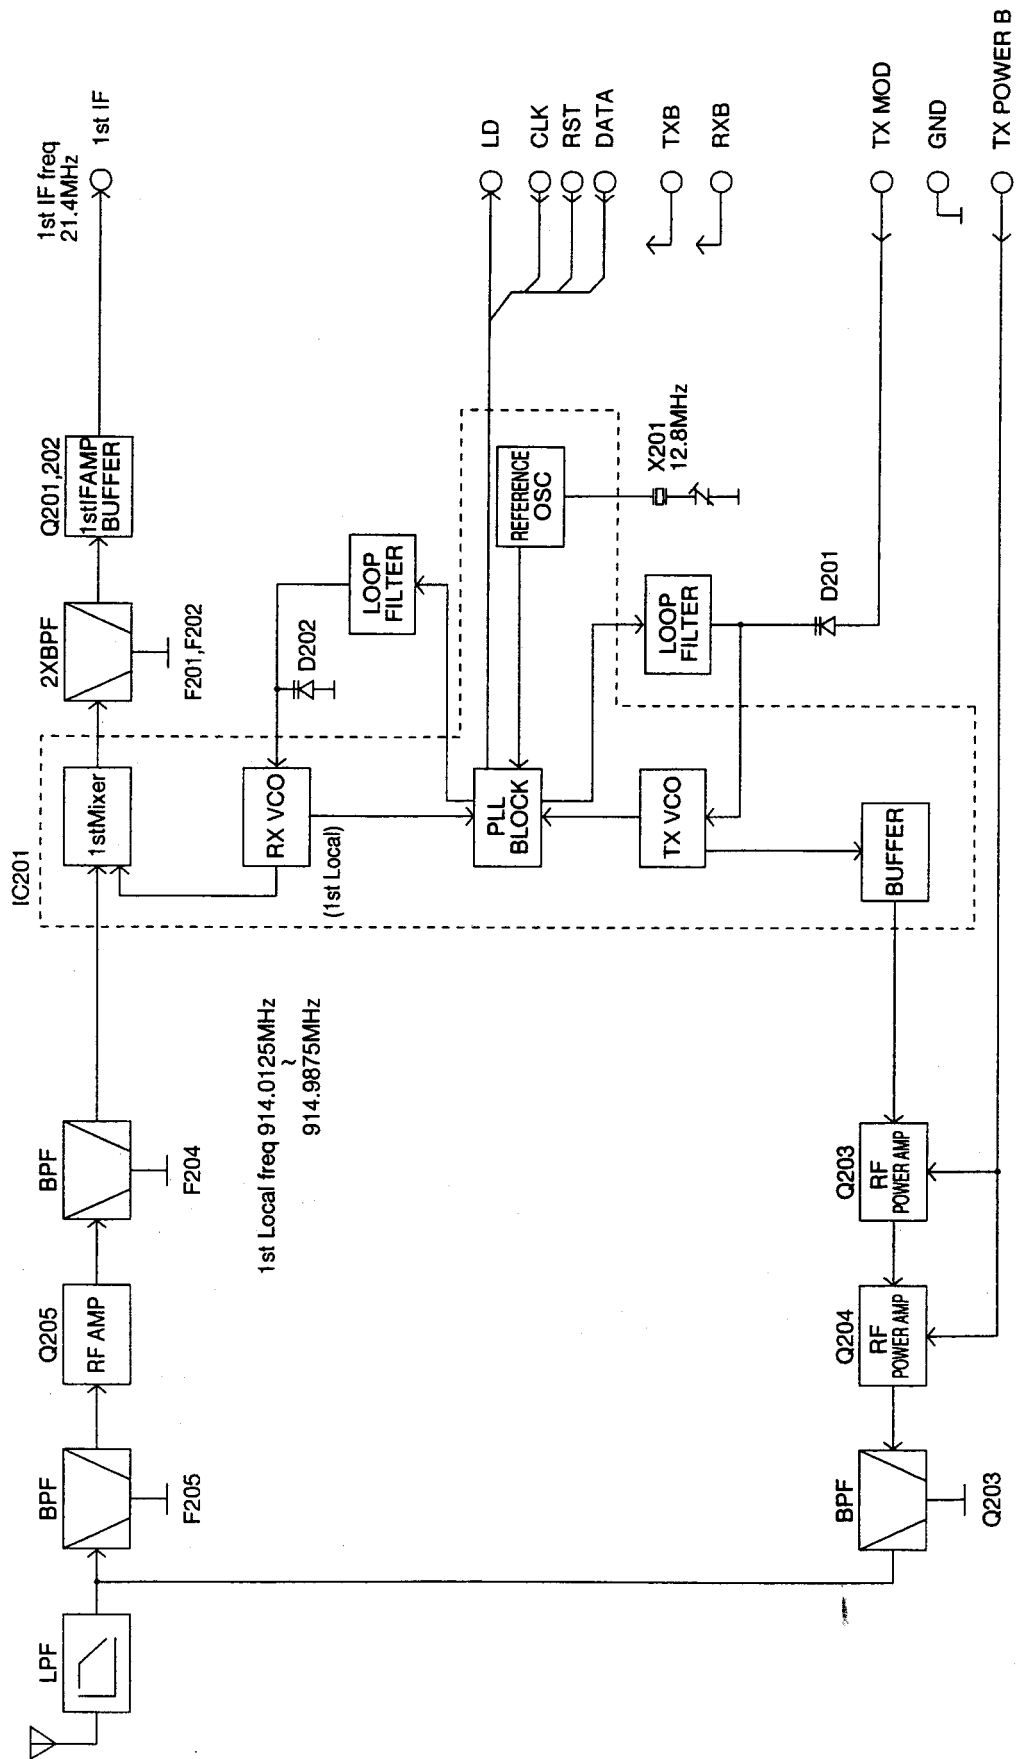 LPF
BPF
F205
Q205
RF AMP
BPF
F204
IC201
1stMixer
2XBPF
F201,F202
Q201,202
1stIFAMP
BUFFER
1st IF freq
21.4MHz
1st IF
1st Local freq 914.0125MHz
~
914.9875MHz
RX VCO
(1st Local)
D202
LOOP
FILTER
PLL
BLOCK
REFERENCE
OSC
X201
12.8MHz
LD
CLK
RST
DATA
TXB
RXB
TX VCO
LOOP
FILTER
D201
TX MOD
GND
TX POWER B
BUFFER
Q203
RF
POWER AMP
Q204
RF
POWER AMP
BPF
Q203